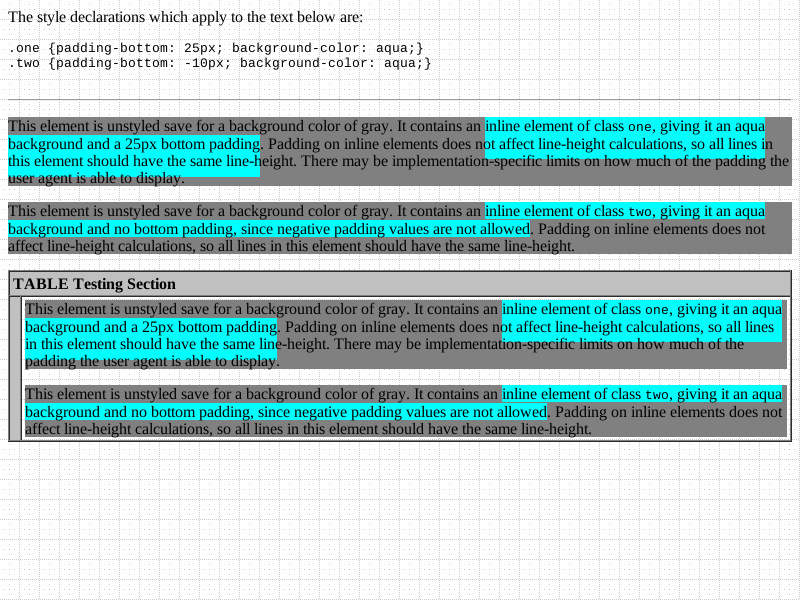 The style declarations which apply to the text below are:
.one {padding-bottom: 25px; background-color: aqua;}
.two {padding-bottom: -10px; background-color: aqua;}
This element is unstyled save for a background color of gray. It contains an inline element of class one, giving it an aqua
background and a 25px bottom padding. Padding on inline elements does not affect line-height calculations, so all lines in
this element should have the same line-height. There may be implementation-specific limits on how much of the padding the
user agent is able to display.
This element is unstyled save for a background color of gray. It contains an inline element of class two, giving it an aqua
background and no bottom padding, since negative padding values are not allowed. Padding on inline elements does not
affect line-height calculations, so all lines in this element should have the same line-height.
TABLE Testing Section
This element is unstyled save for a background color of gray. It contains an inline element of class one, giving it an aqua
background and a 25px bottom padding. Padding on inline elements does not affect line-height calculations, so all lines
in this element should have the same line-height. There may be implementation-specific limits on how much of the
padding the user agent is able to display.
This element is unstyled save for a background color of gray. It contains an inline element of class two, giving it an aqua
background and no bottom padding, since negative padding values are not allowed. Padding on inline elements does not
affect line-height calculations, so all lines in this element should have the same line-height.